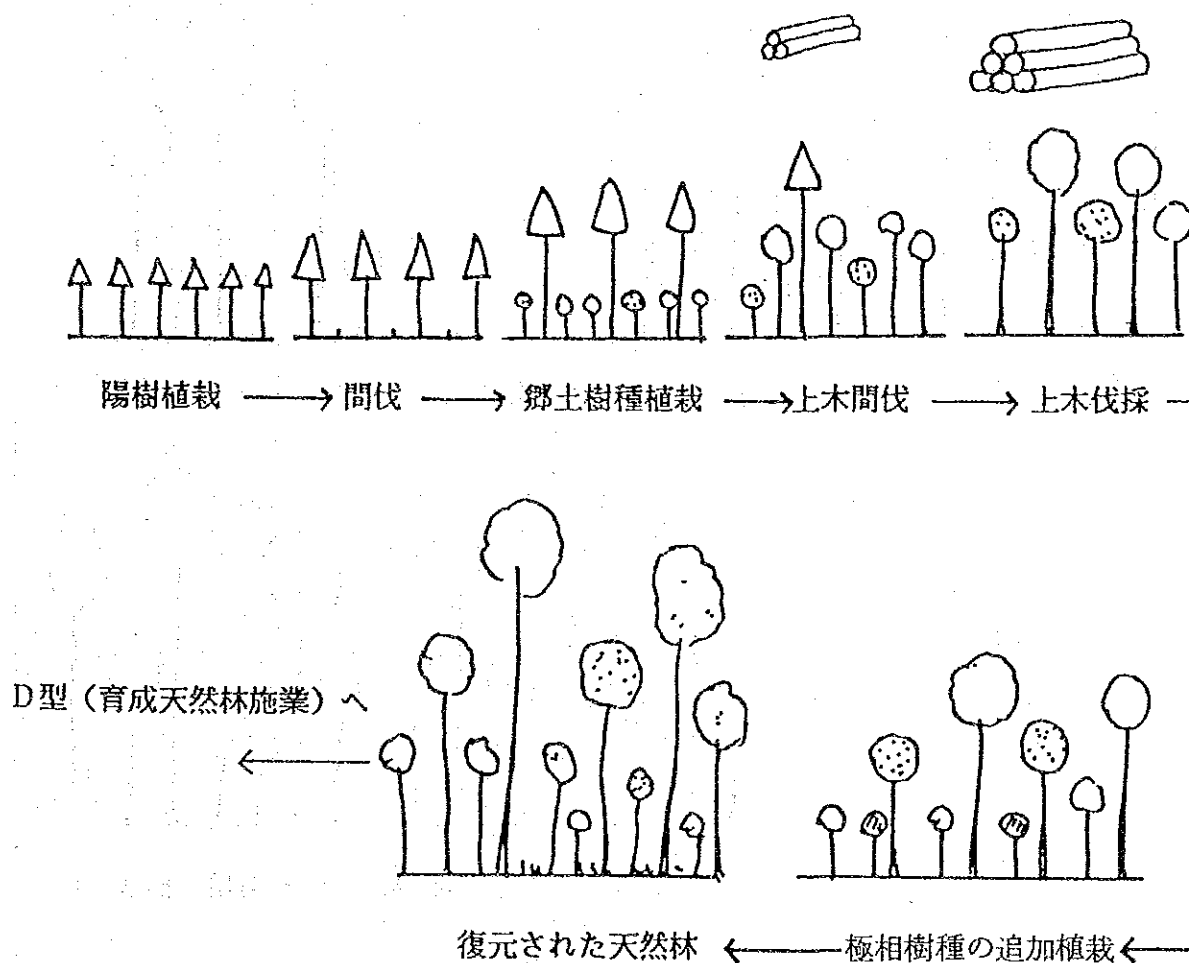 陽樹植栽 → 間伐 → 郷土樹種植栽 → 上木間伐 → 上木伐採
D型(育成天然林施業)へ
復元された天然林 ← 極相樹種の追加植栽 ←